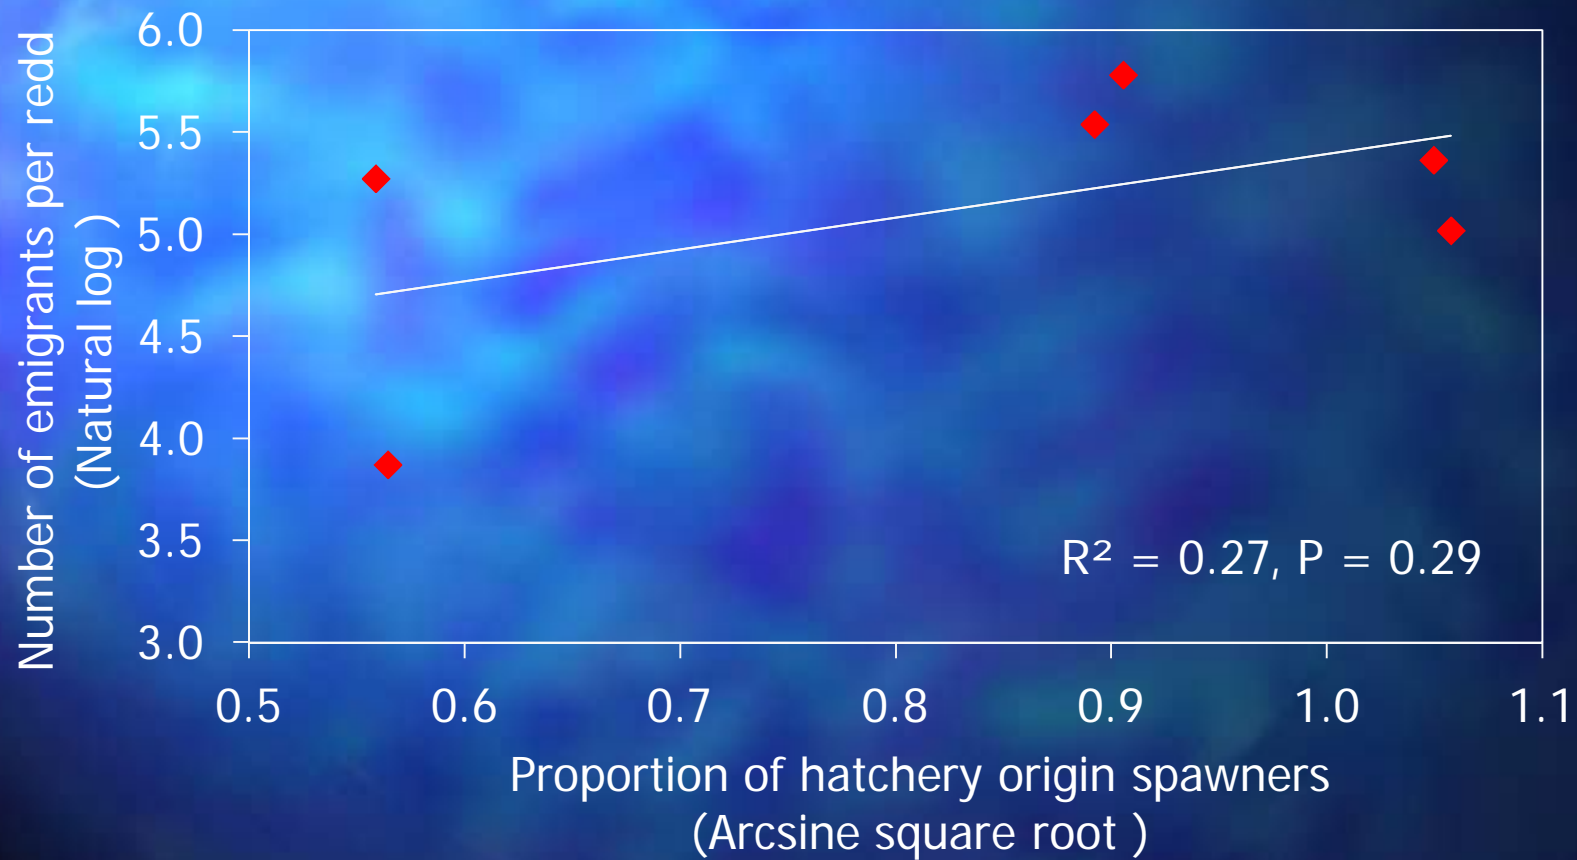 Number of emigrants per redd
(Natural log )
6.0
5.5
5.0
4.5
4.0
3.5
3.0
R² = 0.27, P = 0.29
0.5 0.6 0.7 0.8 0.9 1.0 1.1
Proportion of hatchery origin spawners
(Arcsine square root )